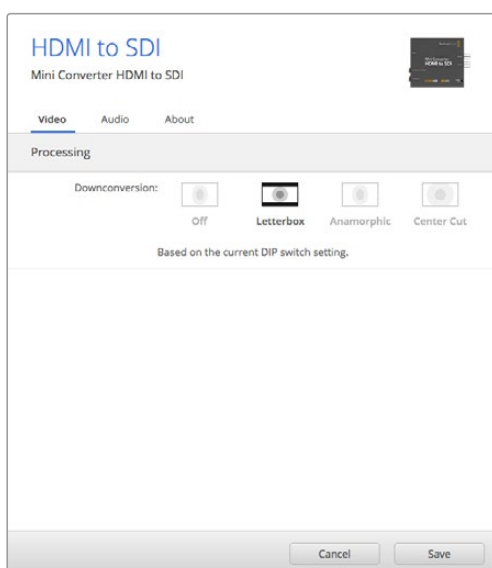 HDMI to SDI
Mini Converter HDMI to SDI
Video Audio About
Processing
Downconversion:
Off Letterbox Anamorphic Center Cut
Based on the current DIP switch setting.
Cancel Save